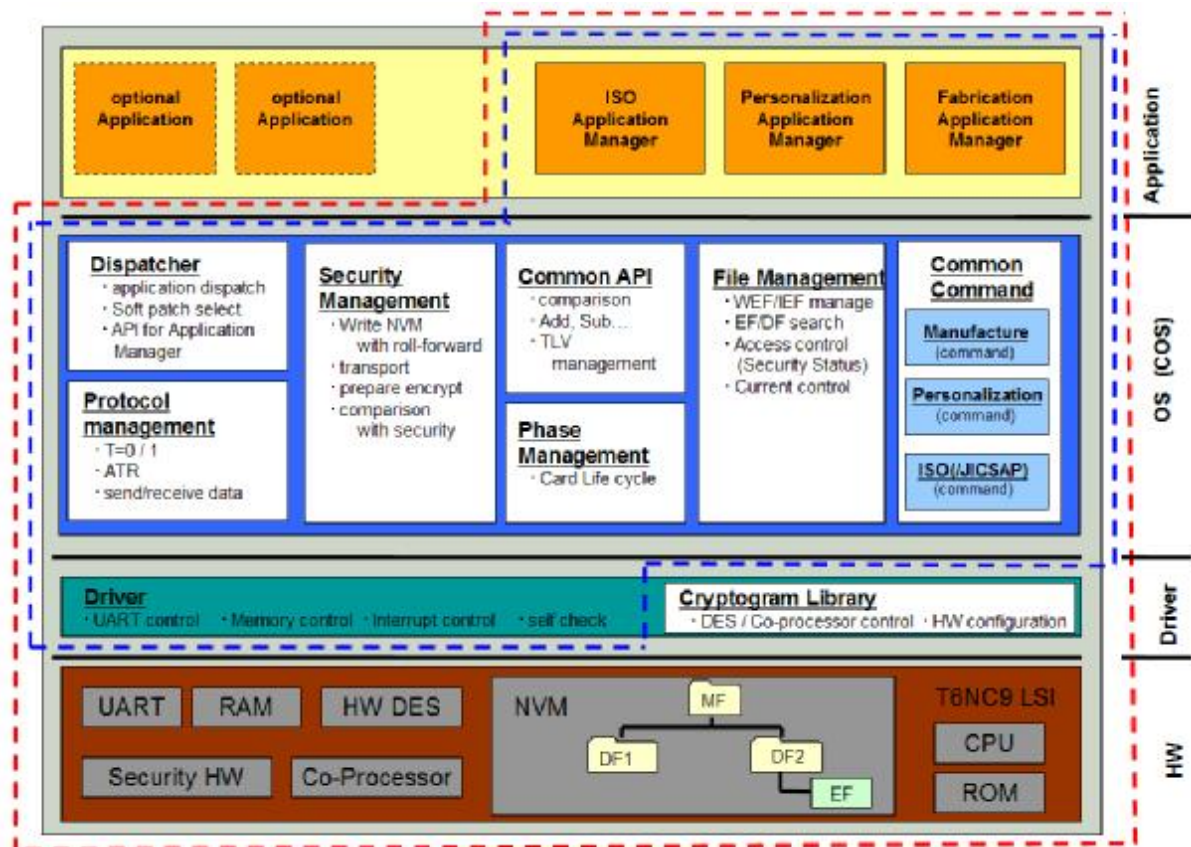 optional
Application
optional
Application
ISO
Application
Manager
Personalization
Application
Manager
Fabrication
Application
Manager
Application
Dispatcher
・application dispatch
・Soft patch select
・API for Application
Manager
Protocol
management
・T=0 / 1
・ATR
・send/receive data
Security
Management
・Write NVM
with roll-forward
・transport
・prepare encrypt
・comparison
with security
Common API
・comparison
・Add, Sub…
・TLV
management
Phase
Management
・Card Life cycle
File Management
・WEF/IEF manage
・EF/DF search
・Access control
(Security Status)
・Current control
Common
Command
Manufacture
(command)
Personalization
(command)
ISO(/JICSAP)
(command)
OS (COS)
Driver
・UART control ・Memory control ・Interrupt control ・self check
Cryptogram Library
・DES / Co-processor control ・HW configuration
Driver
UART
RAM
HW DES
Security HW
Co-Processor
NVM
MF
DF1
DF2
EF
T6NC9 LSI
CPU
ROM
HW